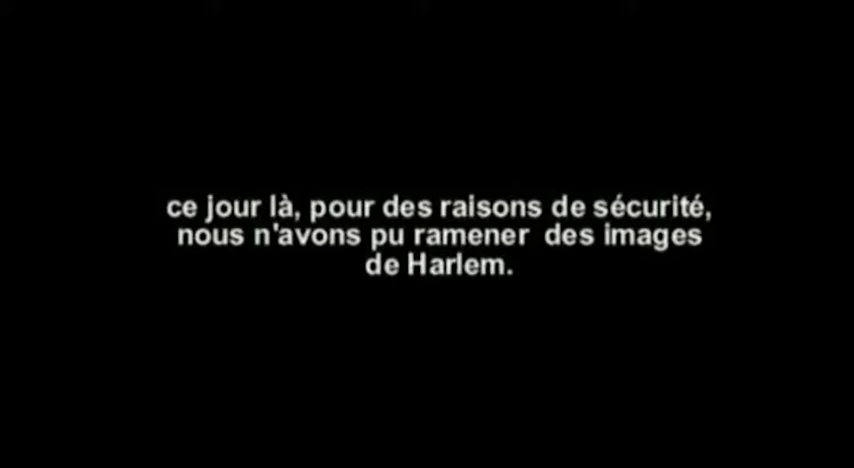 ce jour là, pour des raisons de sécurité,
nous n'avons pu ramener  des images
de Harlem.